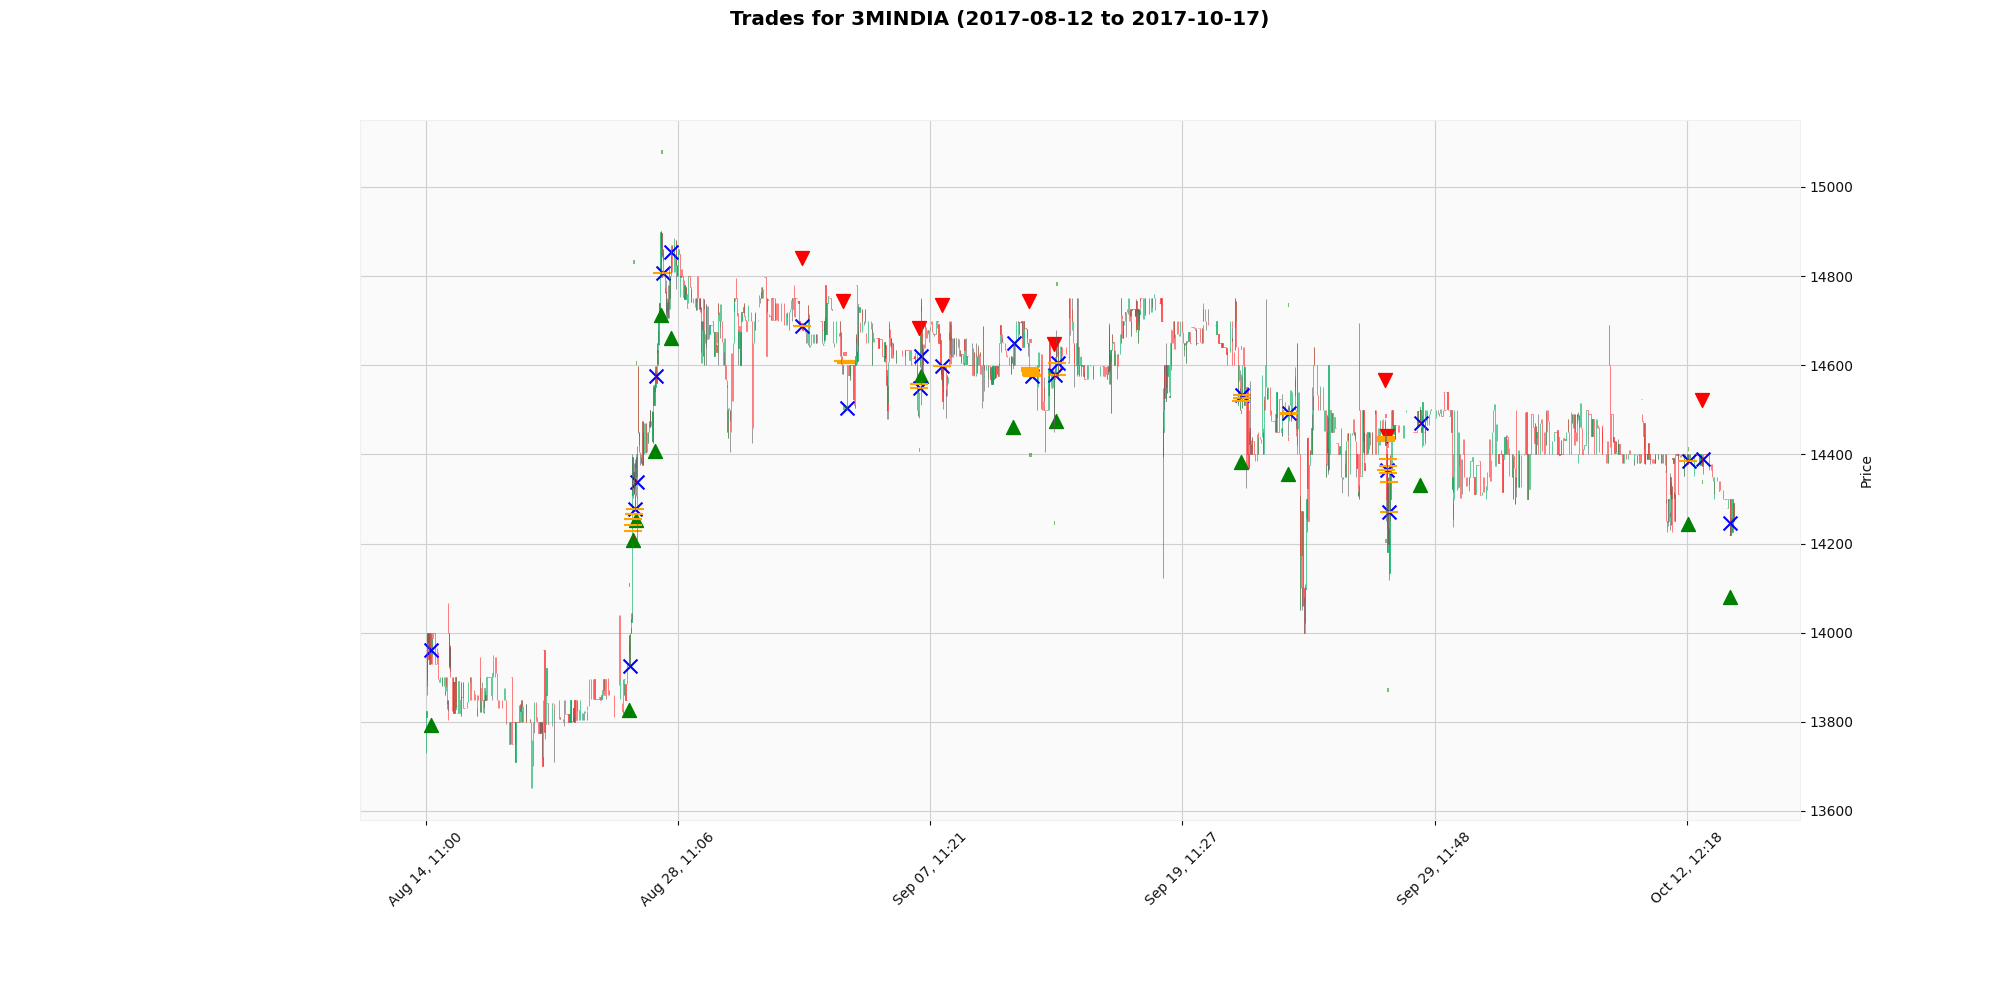 Trades for 3MINDIA (2017-08-12 to 2017-10-17)
15000
14800
14600
14400
14200
14000
13800
13600
Price
Aug 14, 11:00
Aug 28, 11:06
Sep 07, 11:21
Sep 19, 11:27
Sep 29, 11:48
Oct 12, 12:18